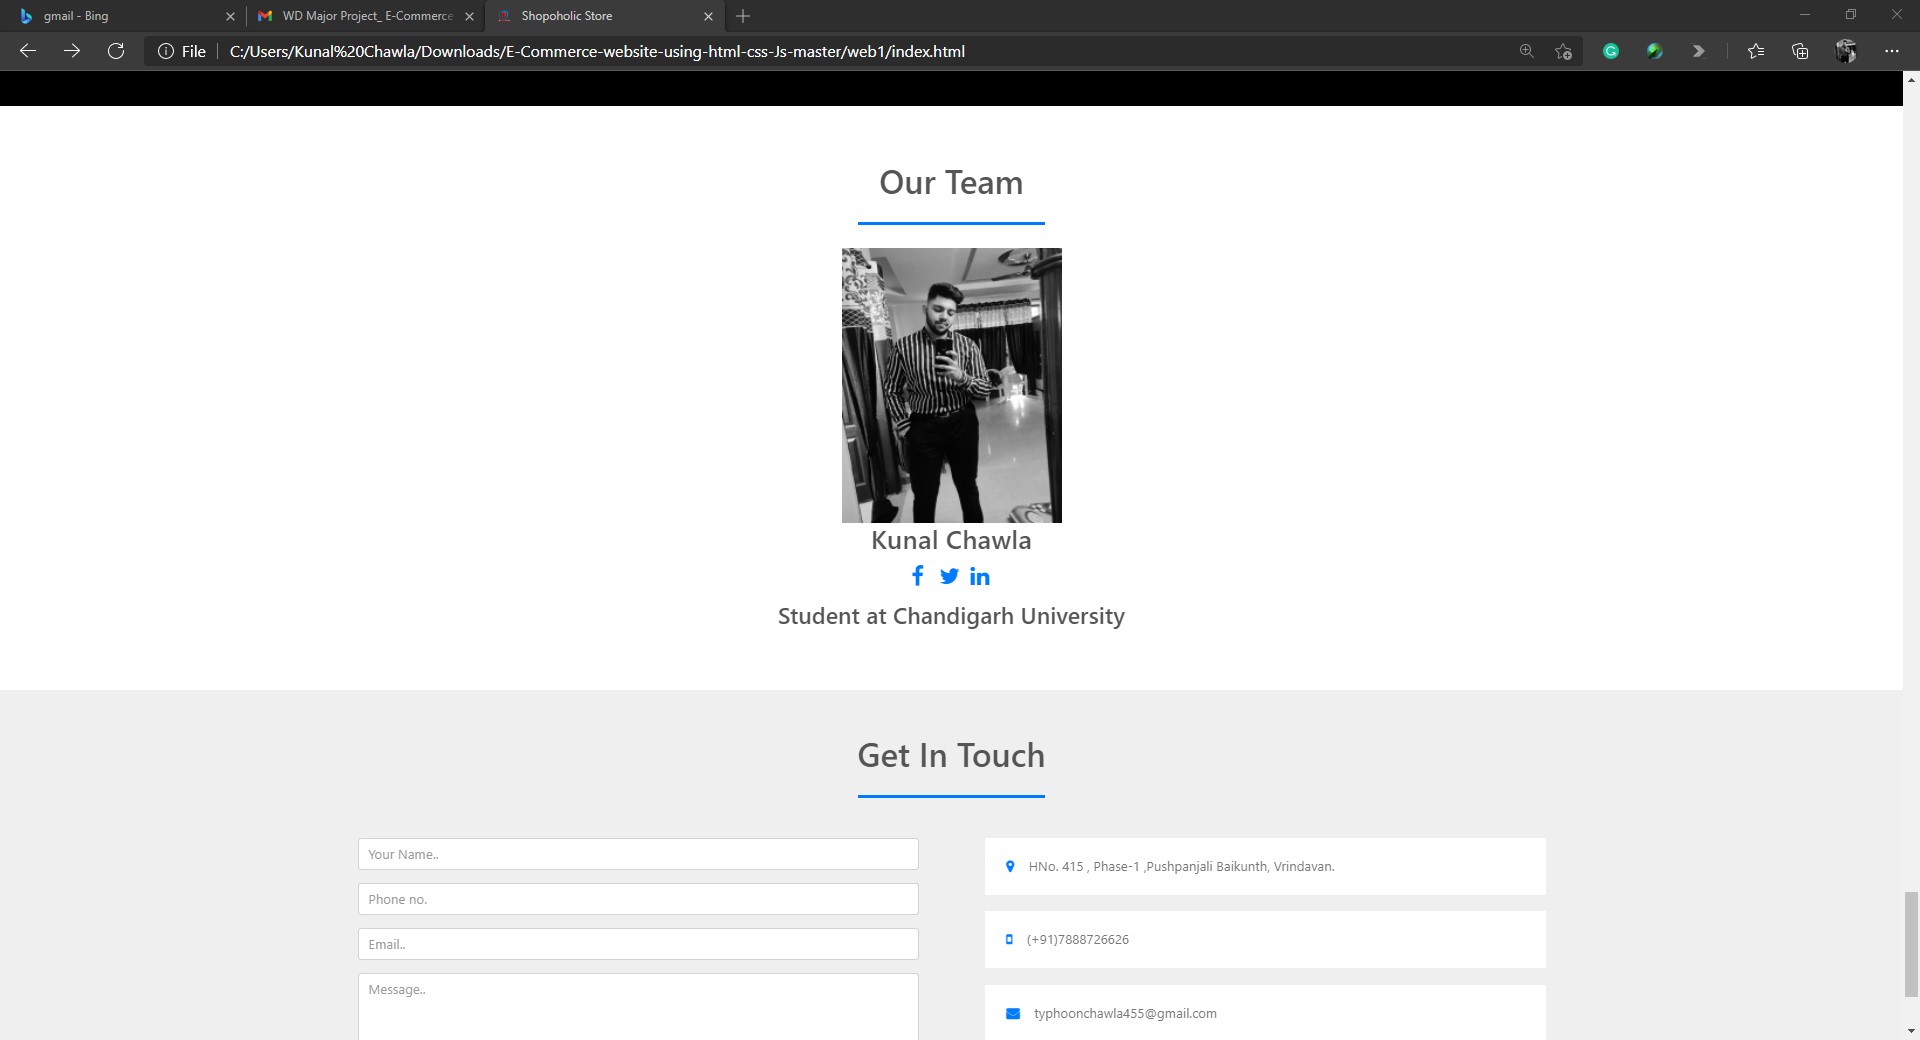 gmail - Bing
WD Major Project_ E-Commerce
Shopoholic Store
File
C:/Users/Kunal%20Chawla/Downloads/E-Commerce-website-using-html-css-Js-master/web1/index.html
Our Team
Kunal Chawla
Student at Chandigarh University
Get In Touch
Your Name..
Phone no.
Email..
Message..
HNo. 415 , Phase-1 ,Pushpanjali Baikunth, Vrindavan.
(+91)7888726626
typhoonchawla455@gmail.com